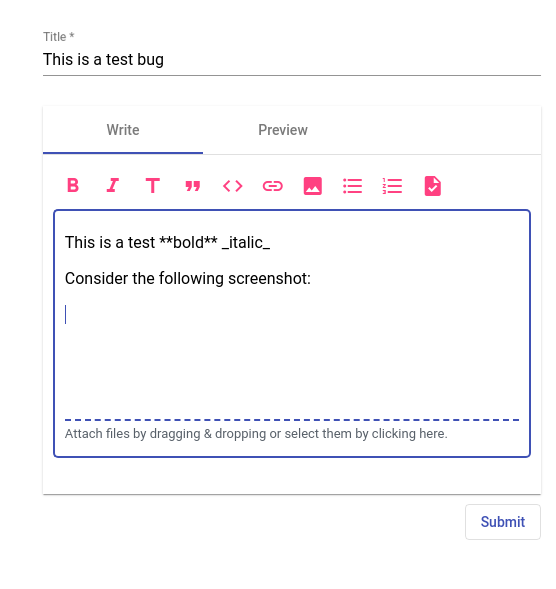 Title *
This is a test bug
Write Preview
B I T
This is a test **bold** _italic_
Consider the following screenshot:
Attach files by dragging & dropping or select them by clicking here.
Submit